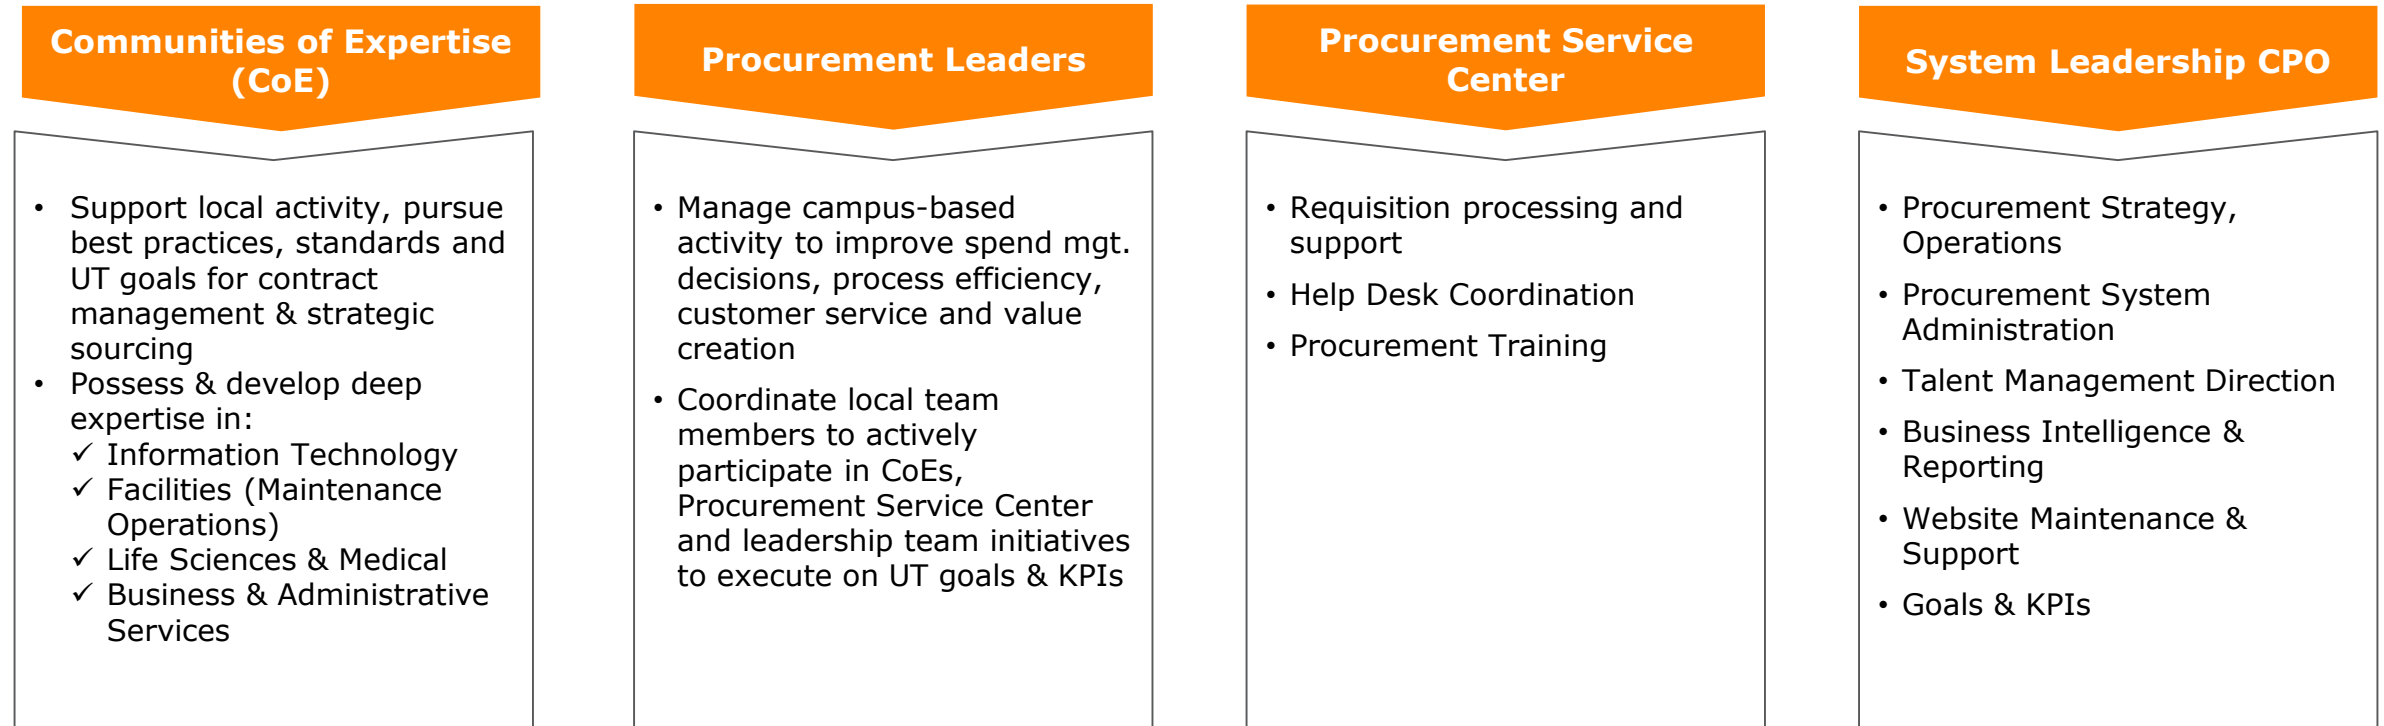 Communities of Expertise
(CoE)
• Support local activity, pursue
best practices, standards and
UT goals for contract
management & strategic
sourcing
• Possess & develop deep
expertise in:
✓ Information Technology
✓ Facilities (Maintenance
Operations)
✓ Life Sciences & Medical
✓ Business & Administrative
Services
Procurement Leaders
• Manage campus-based
activity to improve spend mgt.
decisions, process efficiency,
customer service and value
creation
• Coordinate local team
members to actively
participate in CoEs,
Procurement Service Center
and leadership team initiatives
to execute on UT goals & KPIs
Procurement Service
Center
• Requisition processing and
support
• Help Desk Coordination
• Procurement Training
System Leadership CPO
• Procurement Strategy,
Operations
• Procurement System
Administration
• Talent Management Direction
• Business Intelligence &
Reporting
• Website Maintenance &
Support
• Goals & KPIs